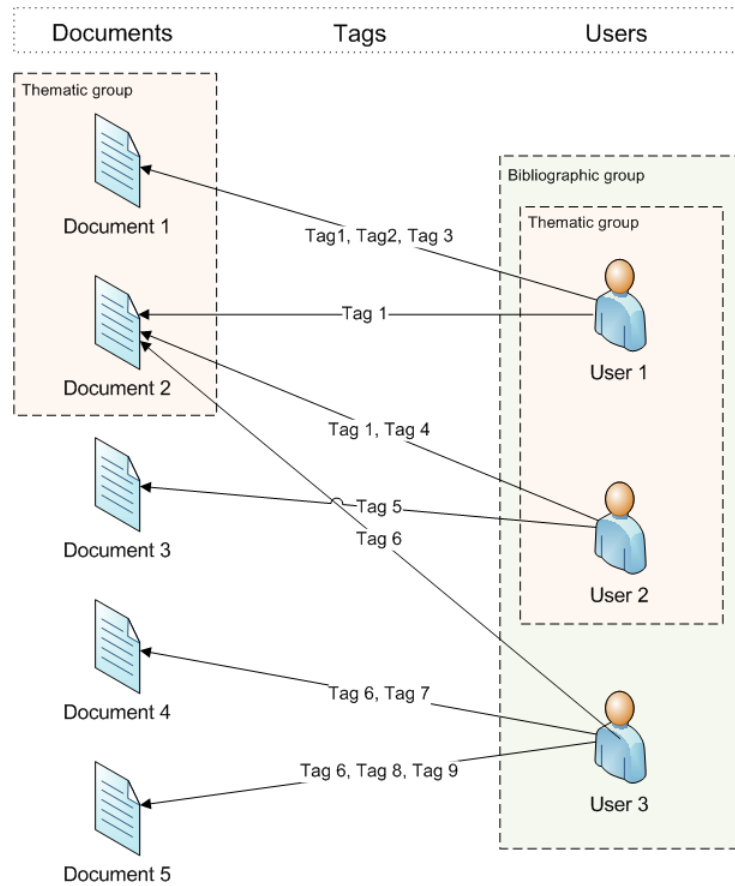 Documents Tags Users
Thematic group
Document 1
Bibliographic group
Thematic group
Tag1, Tag2, Tag 3
Tag 1
User 1
Document 2
Tag 1, Tag 4
Tag 5
Tag 6
Document 3
User 2
Tag 6, Tag 7
Document 4
Tag 6, Tag 8, Tag 9
User 3
Document 5